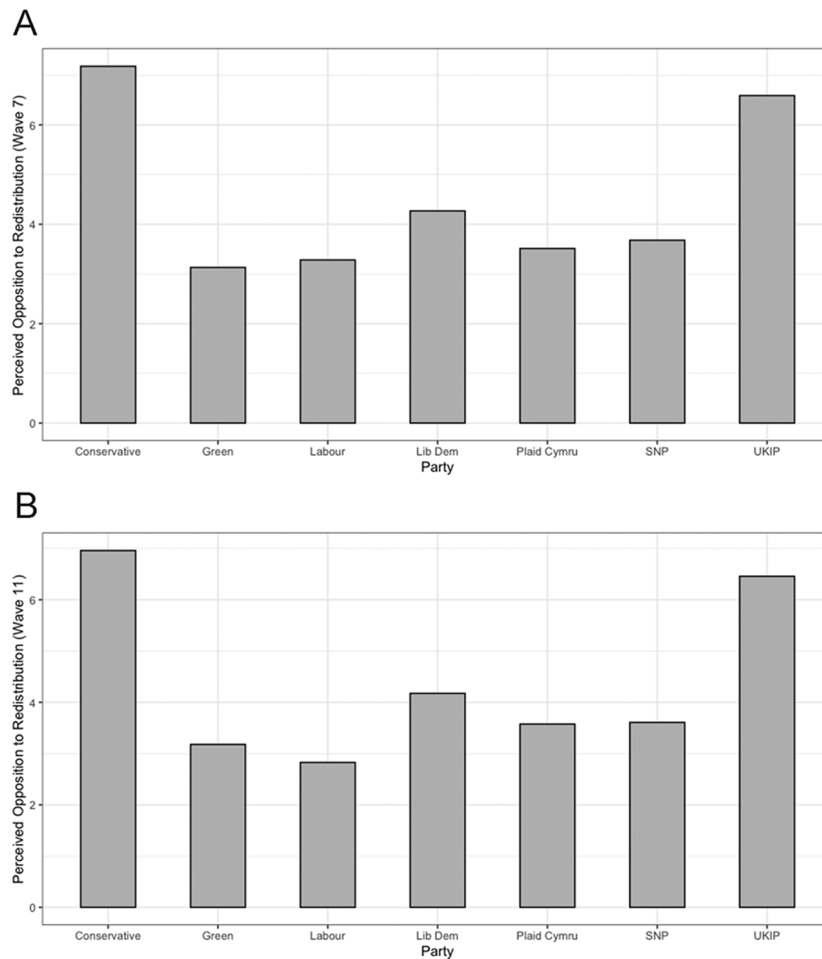 A
Perceived Opposition to Redistribution (Wave 7)
6
4
2
0
Conservative Green Labour Lib Dem Plaid Cymru SNP UKIP
Party
B
Perceived Opposition to Redistribution (Wave 11)
6
4
2
0
Conservative Green Labour Lib Dem Plaid Cymru SNP UKIP
Party